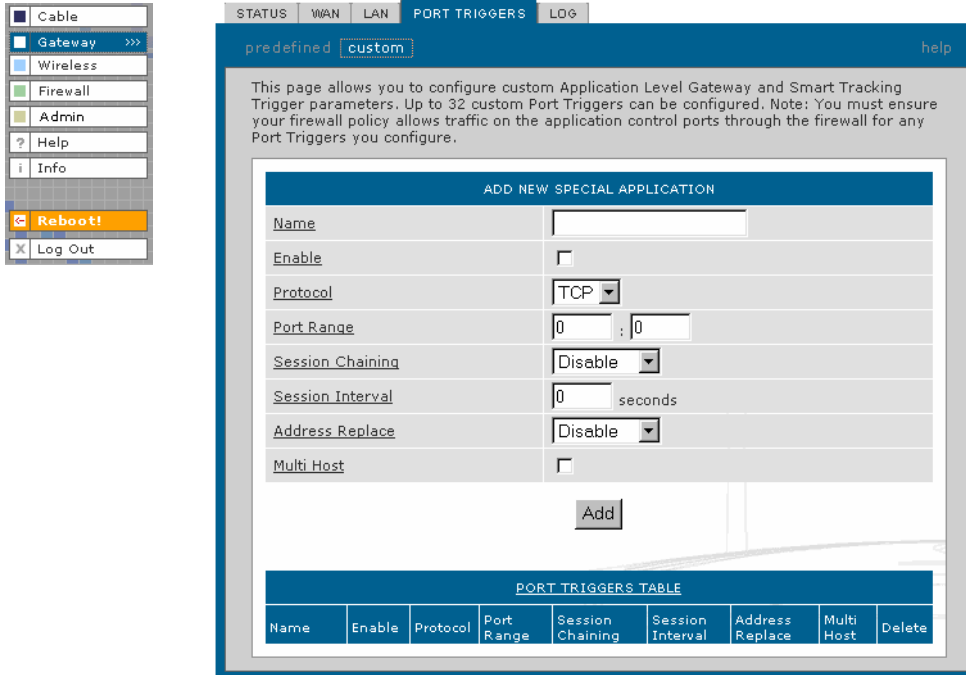 Cable
Gateway >>>
Wireless
Firewall
Admin
? Help
i Info
Reboot!
X Log Out
STATUS WAN LAN PORT TRIGGERS LOG
predefined custom help
This page allows you to configure custom Application Level Gateway and Smart Tracking
Trigger parameters. Up to 32 custom Port Triggers can be configured. Note: You must ensure
your firewall policy allows traffic on the application control ports through the firewall for any
Port Triggers you configure.
ADD NEW SPECIAL APPLICATION
Name
Enable
Protocol TCP
Port Range 0 : 0
Session Chaining Disable
Session Interval 0 seconds
Address Replace Disable
Multi Host
Add
PORT TRIGGERS TABLE
Name Enable Protocol Port Range Session Chaining Session Interval Address Replace Multi Host Delete